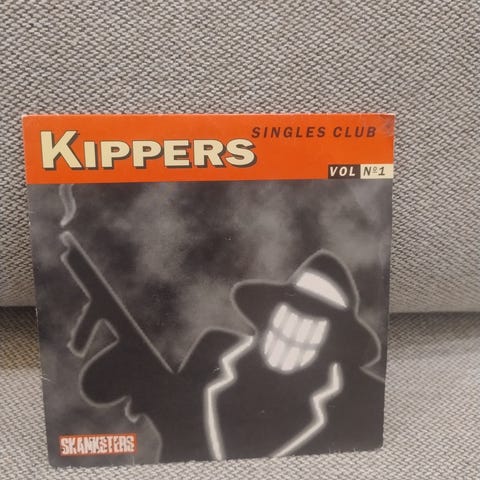 SINGLES CLUB
KIPPERS
VOL Nº1
SKANKSTERS